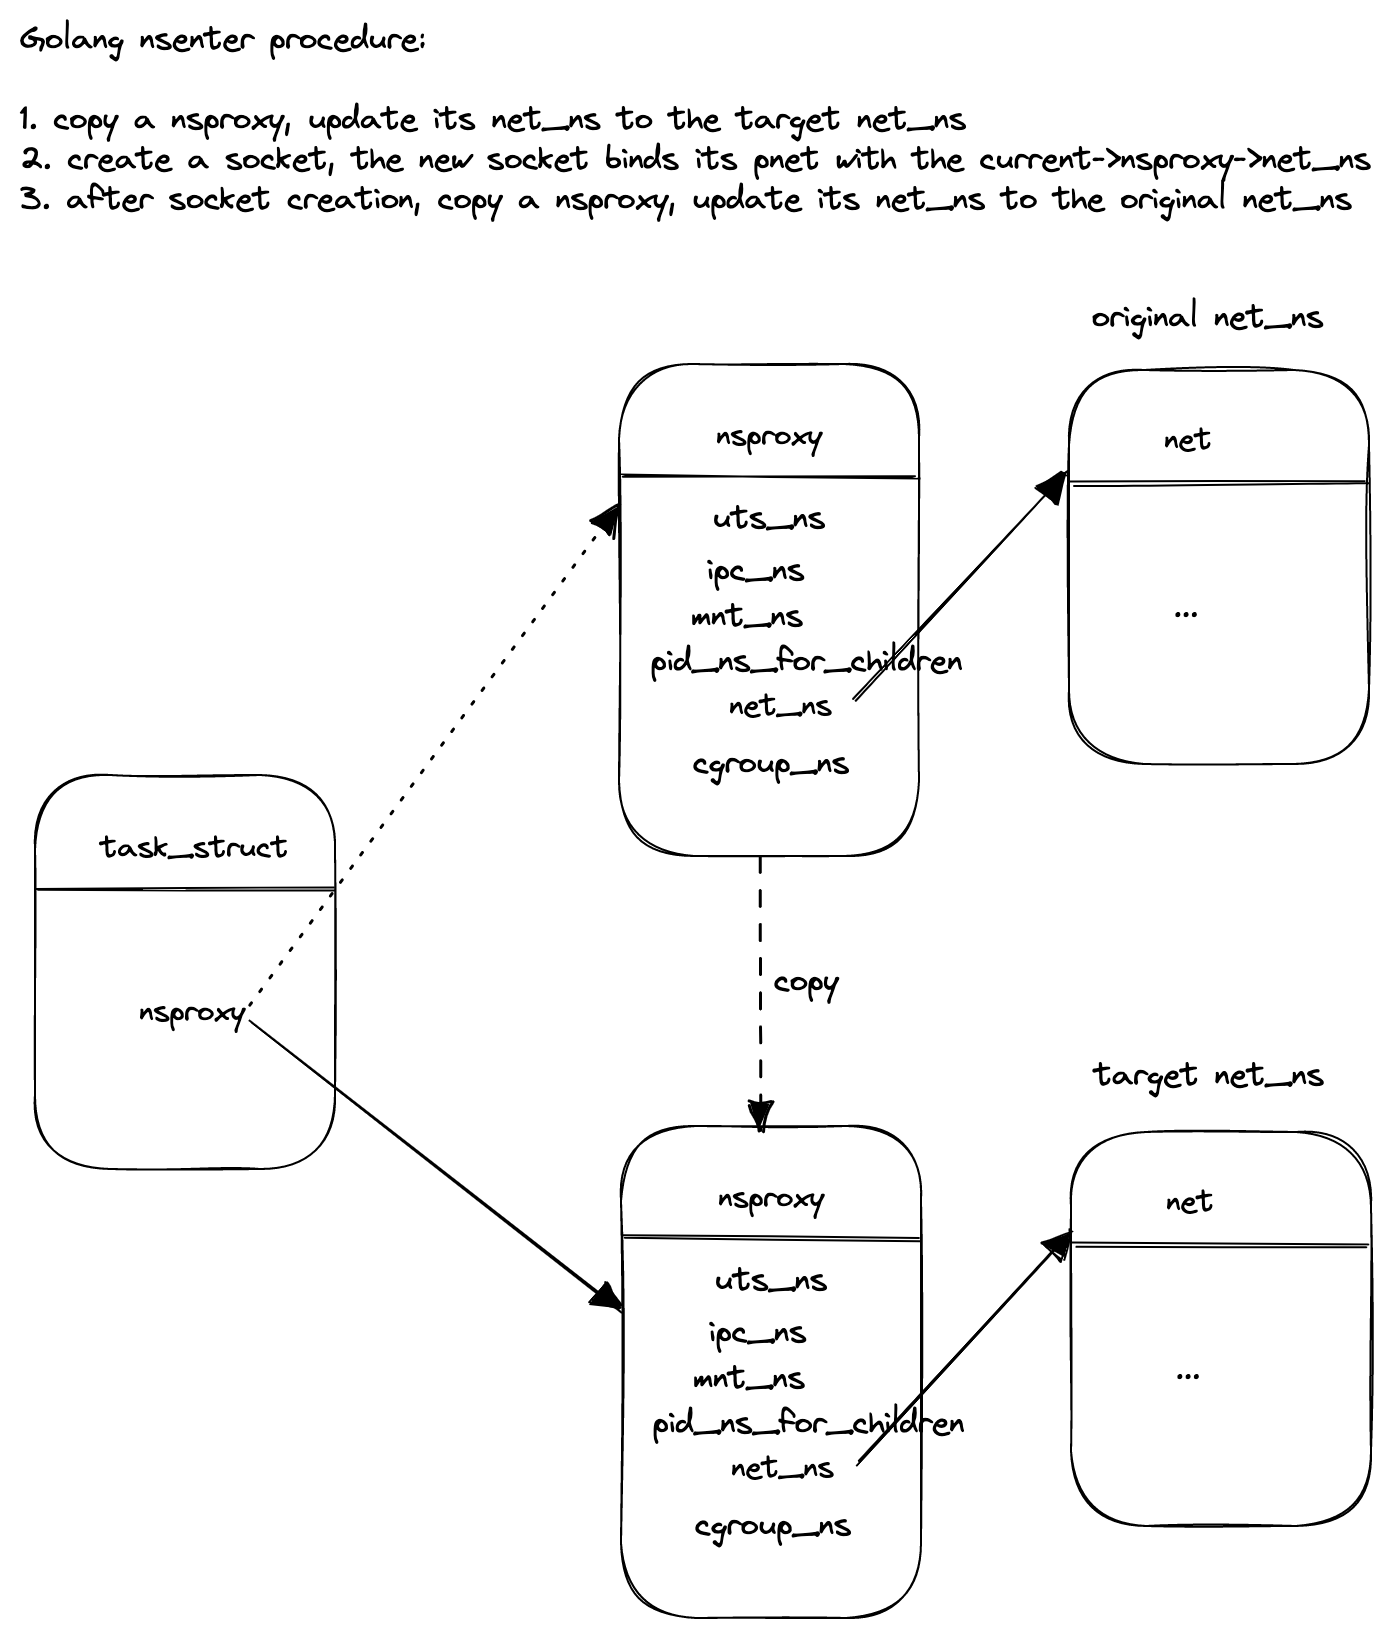 Golang nsenter procedure:
1. copy a nsproxy, update its net_ns to the target net_ns
2. create a socket, the new socket binds its pnet with the current->nsproxy->net_ns
3. after socket creation, copy a nsproxy, update its net_ns to the original net_ns
original net_ns
nsproxy
uts_ns
ipc_ns
mnt_ns
pid_ns_for_children
net_ns
cgroup_ns
net
...
task_struct
nsproxy
copy
target net_ns
nsproxy
uts_ns
ipc_ns
mnt_ns
pid_ns_for_children
net_ns
cgroup_ns
net
...